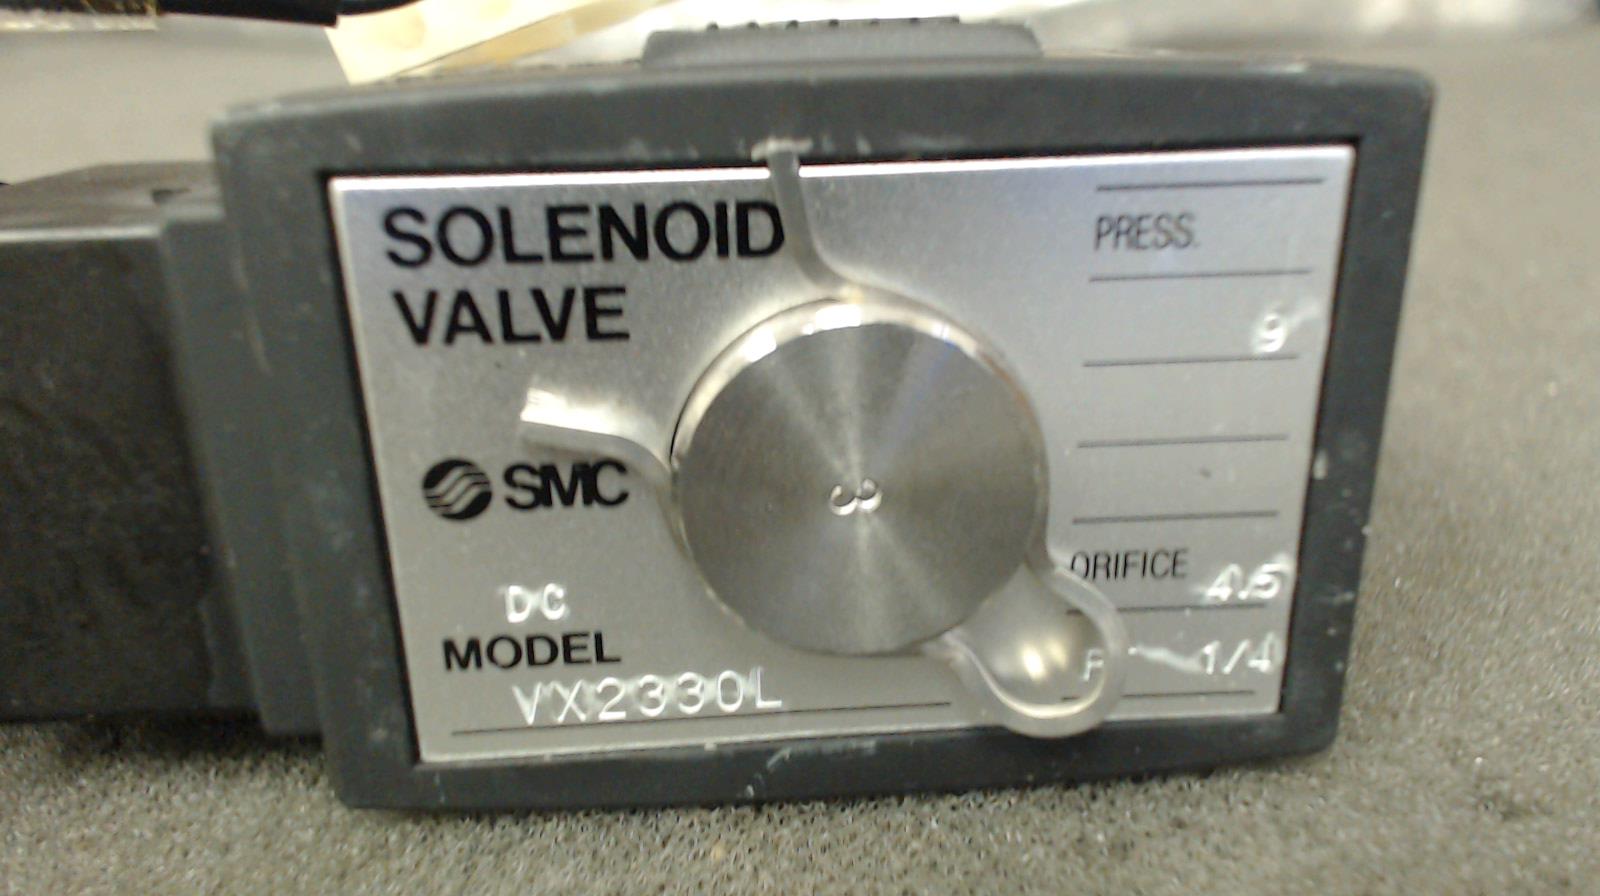 SOLENOID
VALVE
SMC
DC
MODEL
VX2330L
PRESS.
9
ORIFICE 4.5
1/4
3